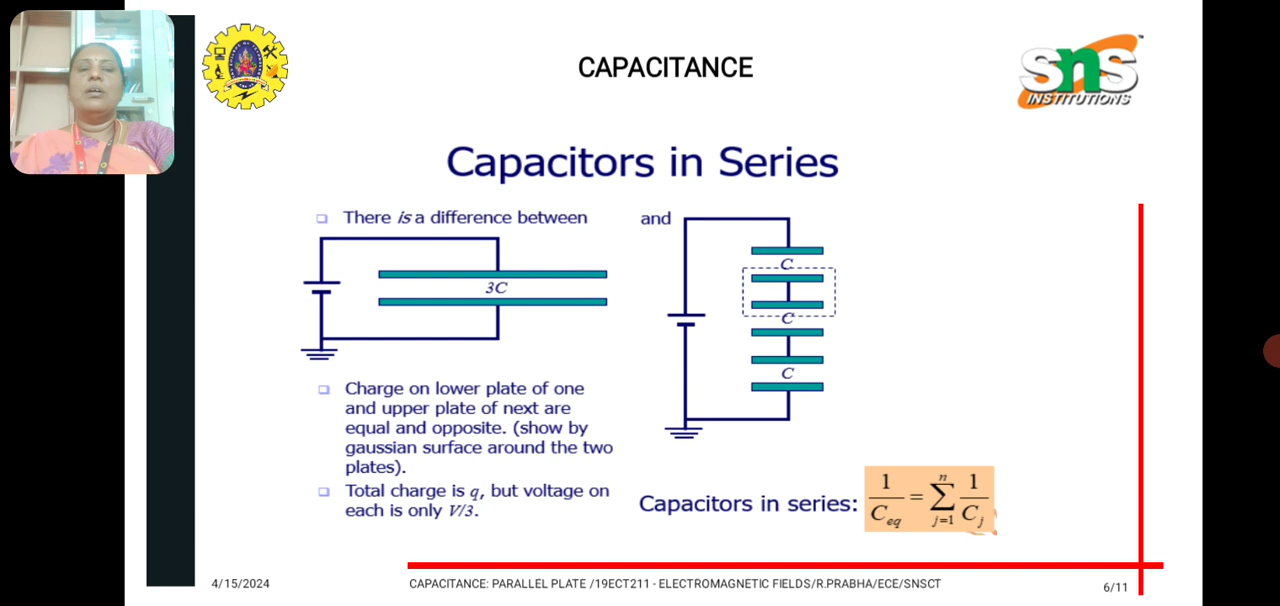 CAPACITANCE
SNS
INSTITUTIONS
Capacitors in Series
There is a difference between
and
3C
C
C
C
Charge on lower plate of one
and upper plate of next are
equal and opposite. (show by
gaussian surface around the two
plates).
Total charge is q, but voltage on
each is only V/3.
Capacitors in series: 1/C_eq = ∑_{j=1}^{n} 1/C_j
4/15/2024
CAPACITANCE: PARALLEL PLATE /19ECT211 - ELECTROMAGNETIC FIELDS/R.PRABHA/ECE/SNSCT
6/11